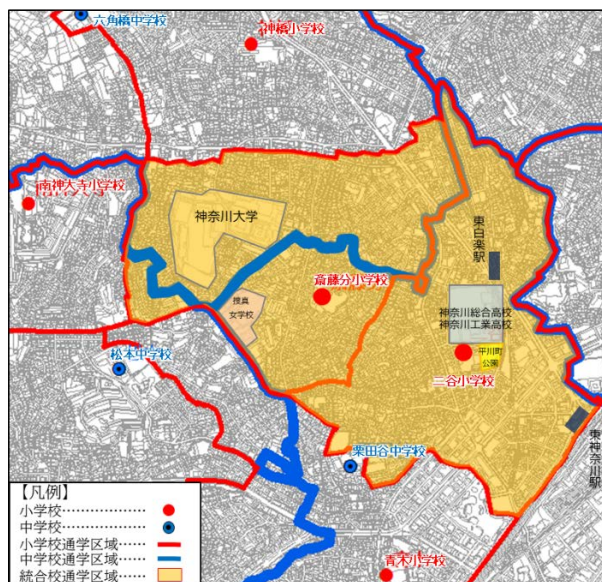 六角橋中学校
神橋小学校
南神大寺小学校
神奈川大学
東白楽駅
斎藤分小学校
捜真
女学校
神奈川総合高校
神奈川工業高校
平川町
公園
三谷小学校
松本中学校
東神奈川駅
栗田谷中学校
青木小学校
【凡例】
小学校……………
中学校……………
小学校通学区域……
中学校通学区域……
統合校通学区域……